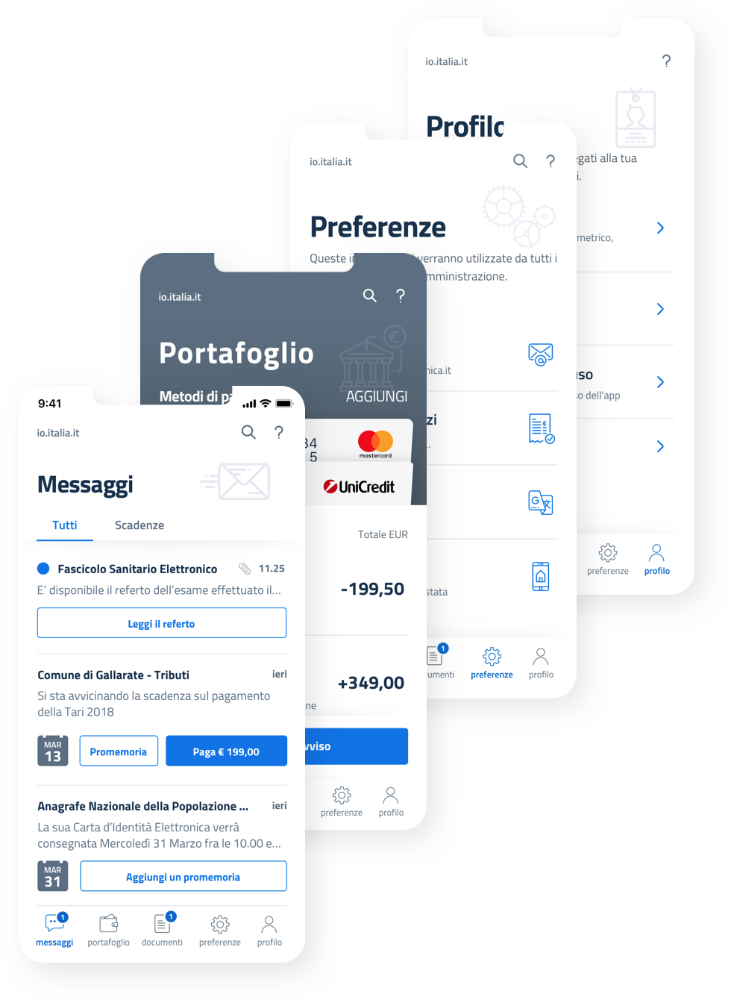 io.italia.it
?
Profilo
egati alla tua
i.
metrico,
uso
so dell'app
preferenze
profilo
io.italia.it
?
Preferenze
Queste in i verranno utilizzate da tutti i
mministrazione.
nica.it
zi
..
G 文
stata
1
umenti
preferenze
profilo
io.italia.it
?
€
Portafoglio
Metodi di pa
AGGIUNGI
34
5
mastercard
UniCredit
Totale EUR
-199,50
+349,00
ne
vviso
preferenze
profilo
9:41
io.italia.it
?
Messaggi
Tutti
Scadenze
Fascicolo Sanitario Elettronico 11.25
E' disponibile il referto dell'esame effettuato il...
Leggi il referto
Comune di Gallarate - Tributi ieri
Si sta avvicinando la scadenza sul pagamento
della Tari 2018
MAR
13
Promemoria
Paga € 199,00
Anagrafe Nazionale della Popolazione ... ieri
La sua Carta d'Identità Elettronica verrà
consegnata Mercoledì 31 Marzo fra le 10.00 e...
MAR
31
Aggiungi un promemoria
1
1
messaggi
portafoglio
documenti
preferenze
profilo